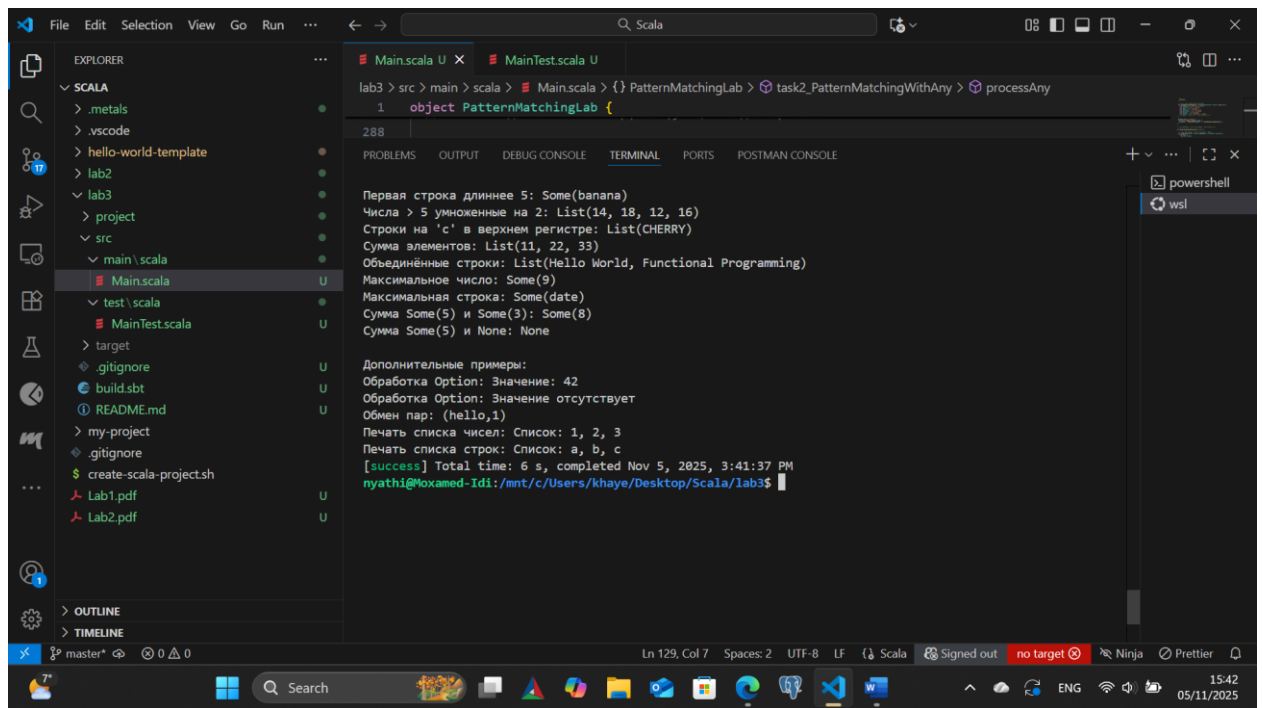 File Edit Selection View Go Run ··· Scala
EXPLORER ···
SCALA
.metals
.vscode
hello-world-template
lab2
lab3
project
src
main\scala
Main.scala U
test\scala
MainTest.scala U
target
.gitignore U
build.sbt U
README.md U
my-project
.gitignore
create-scala-project.sh
Lab1.pdf U
Lab2.pdf U
OUTLINE
TIMELINE
17
1
Main.scala U MainTest.scala U
lab3 > src > main > scala > Main.scala > {} PatternMatchingLab > task2_PatternMatchingWithAny > processAny
1 object PatternMatchingLab {
288
PROBLEMS OUTPUT DEBUG CONSOLE TERMINAL PORTS POSTMAN CONSOLE
powershell
wsl
Первая строка длиннее 5: Some(banana)
Числа > 5 умноженные на 2: List(14, 18, 12, 16)
Строки на 'c' в верхнем регистре: List(CHERRY)
Сумма элементов: List(11, 22, 33)
Объединённые строки: List(Hello World, Functional Programming)
Максимальное число: Some(9)
Максимальная строка: Some(date)
Сумма Some(5) и Some(3): Some(8)
Сумма Some(5) и None: None
Дополнительные примеры:
Обработка Option: Значение: 42
Обработка Option: Значение отсутствует
Обмен пар: (hello,1)
Печать списка чисел: Список: 1, 2, 3
Печать списка строк: Список: a, b, c
[success] Total time: 6 s, completed Nov 5, 2025, 3:41:37 PM
nyathi@Moxamed-Idi:/mnt/c/Users/khaye/Desktop/Scala/lab3$
master* 0 0 Ln 129, Col 7 Spaces: 2 UTF-8 LF Scala Signed out no target Ninja Prettier
7° Search ENG 15:42
05/11/2025